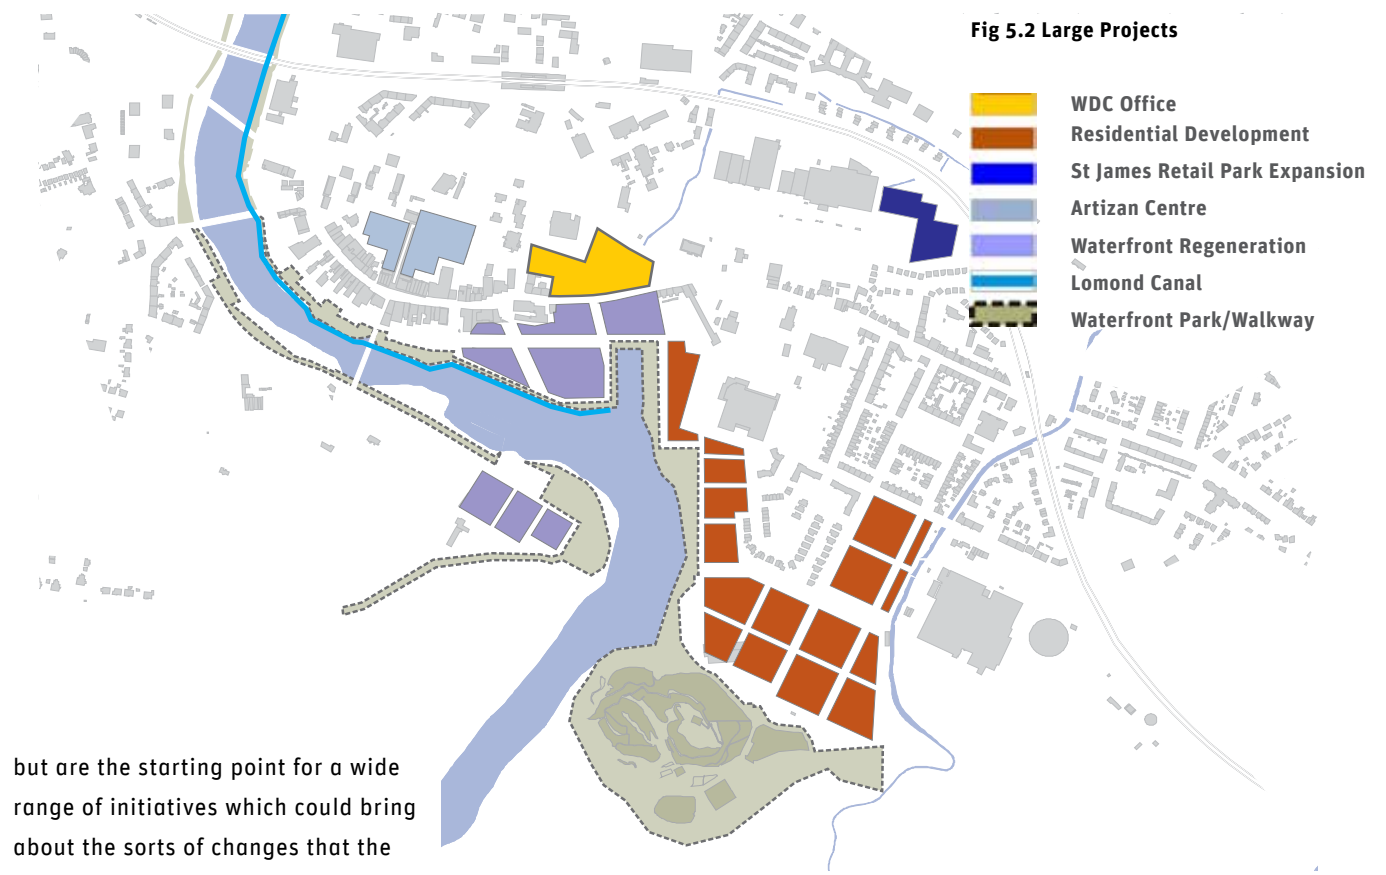 Fig 5.2 Large Projects
WDC Office
Residential Development
St James Retail Park Expansion
Artizan Centre
Waterfront Regeneration
Lomond Canal
Waterfront Park/Walkway
but are the starting point for a wide
range of initiatives which could bring
about the sorts of changes that the